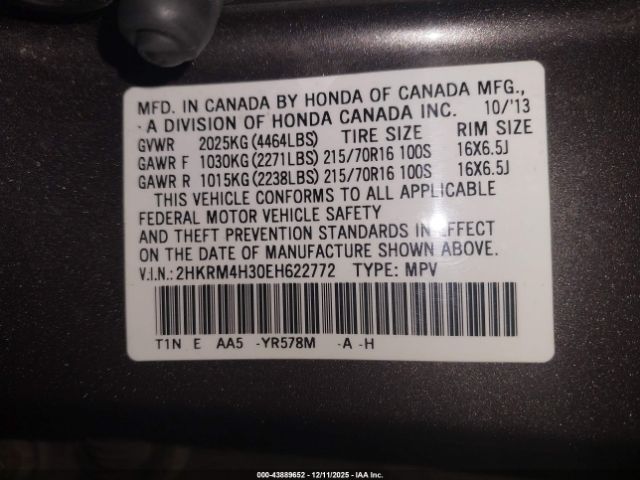 MFD. IN CANADA BY HONDA OF CANADA MFG.,
A DIVISION OF HONDA CANADA INC. 10/'13
GVWR 2025KG (4464LBS) TIRE SIZE RIM SIZE
GAWR F 1030KG (2271LBS) 215/70R16 100S 16X6.5J
GAWR R 1015KG (2238LBS) 215/70R16 100S 16X6.5J
THIS VEHICLE CONFORMS TO ALL APPLICABLE
FEDERAL MOTOR VEHICLE SAFETY
AND THEFT PREVENTION STANDARDS IN EFFECT
ON THE DATE OF MANUFACTURE SHOWN ABOVE.
V.I.N.: 2HKRM4H30EH622772 TYPE: MPV
T1N E AA5 -YR578M -A -H
000-43889652 - 12/11/2025 - IAA Inc.